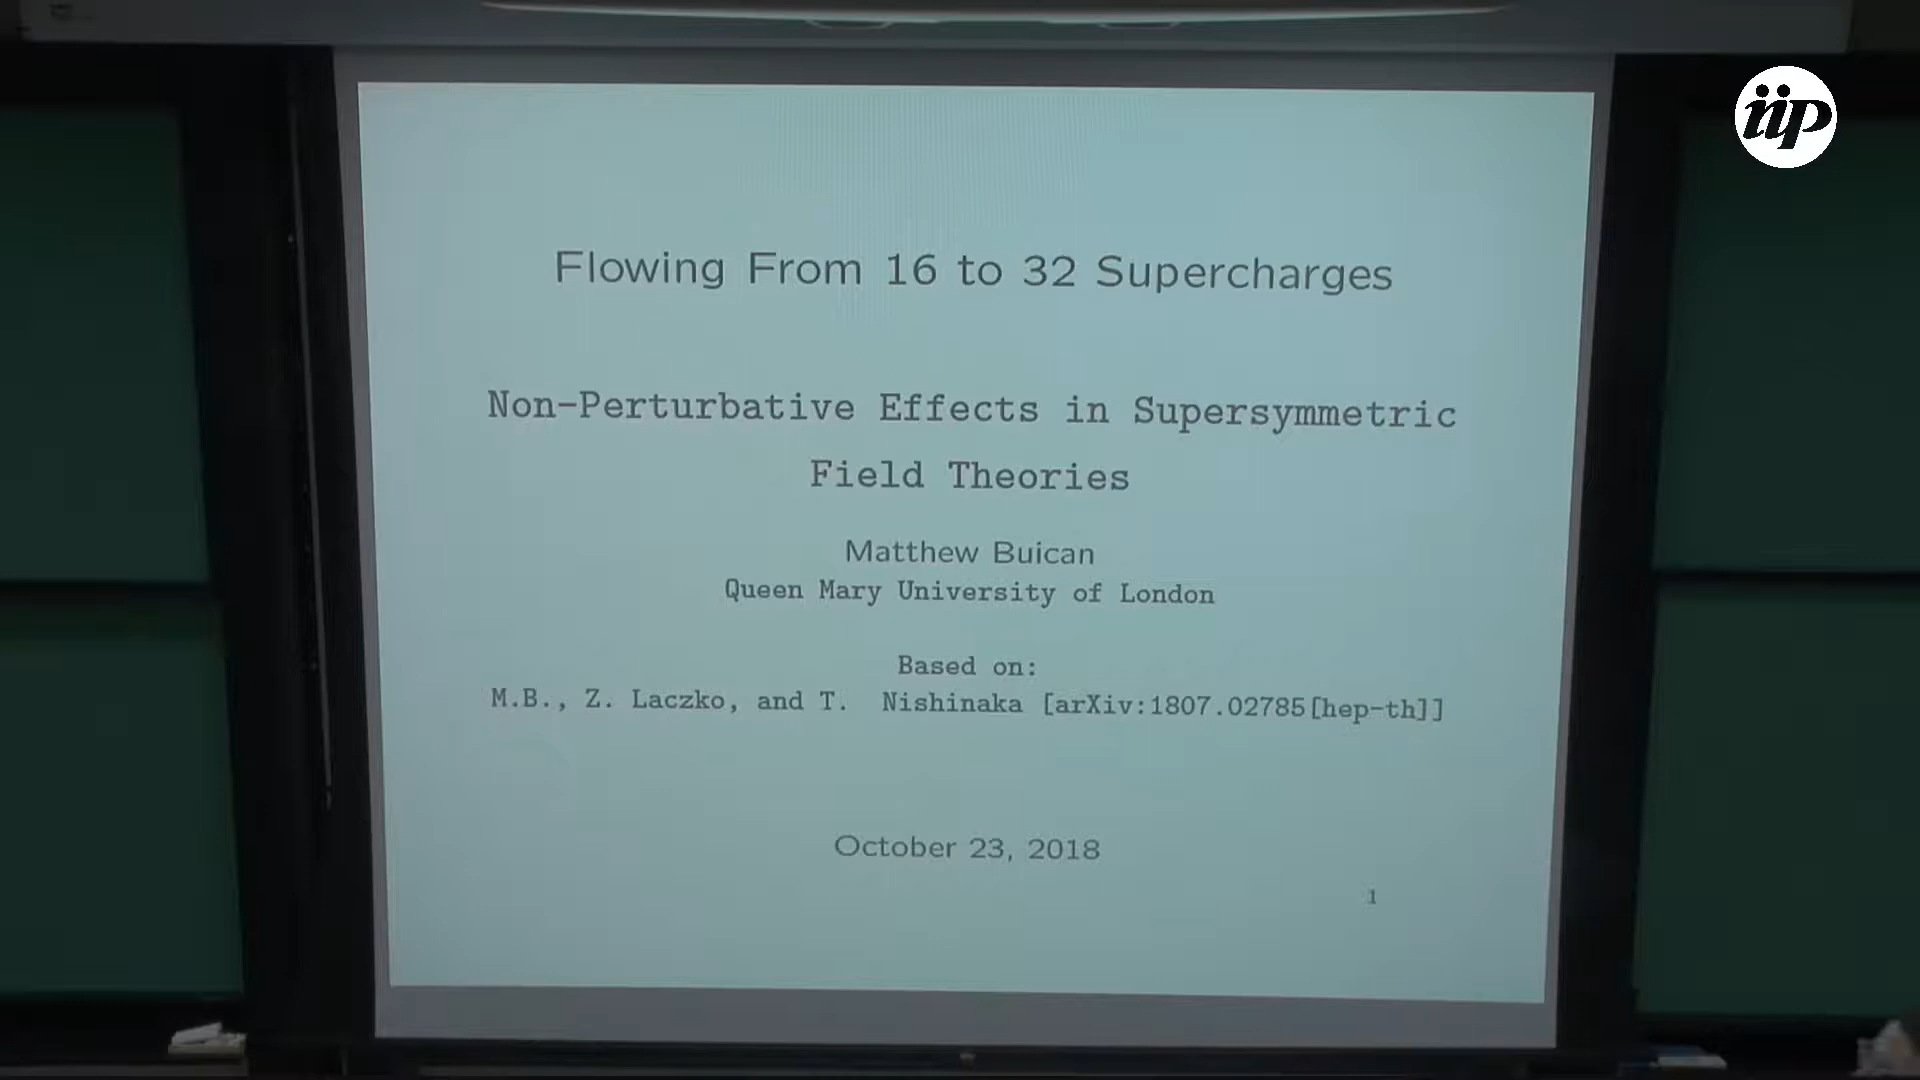 iip
Flowing From 16 to 32 Supercharges
Non-Perturbative Effects in Supersymmetric
Field Theories
Matthew Buican
Queen Mary University of London
Based on:
M.B., Z. Laczko, and T. Nishinaka [arXiv:1807.02785[hep-th]]
October 23, 2018
1